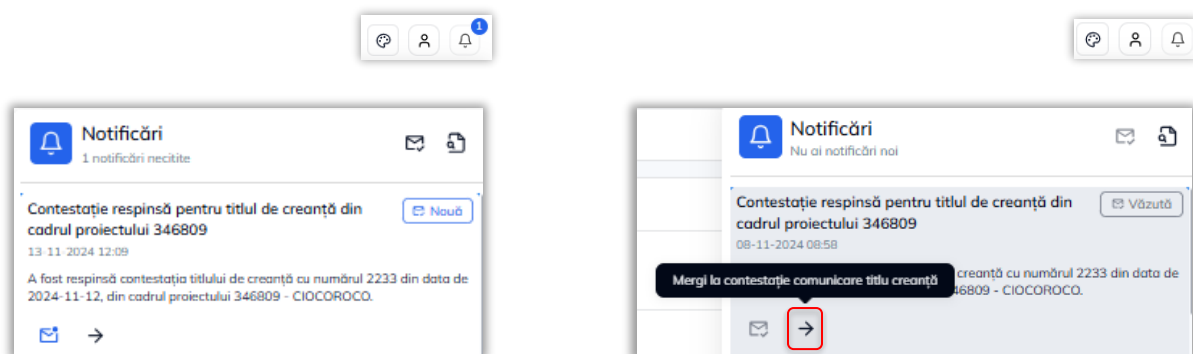 1
Notificări
1 notificări necitite
Contestație respinsă pentru titlul de creanță din
cadrul proiectului 346809
Nouă
13-11-2024 12:09
A fost respinsă contestația titlului de creanță cu numărul 2233 din data de
2024-11-12, din cadrul proiectului 346809 - CIOCOROCO.
Notificări
Nu ai notificări noi
Contestație respinsă pentru titlul de creanță din
cadrul proiectului 346809
Văzută
08-11-2024 08:58
Mergi la contestație comunicare titlu creanță
creanță cu numărul 2233 din data de
46809 - CIOCOROCO.